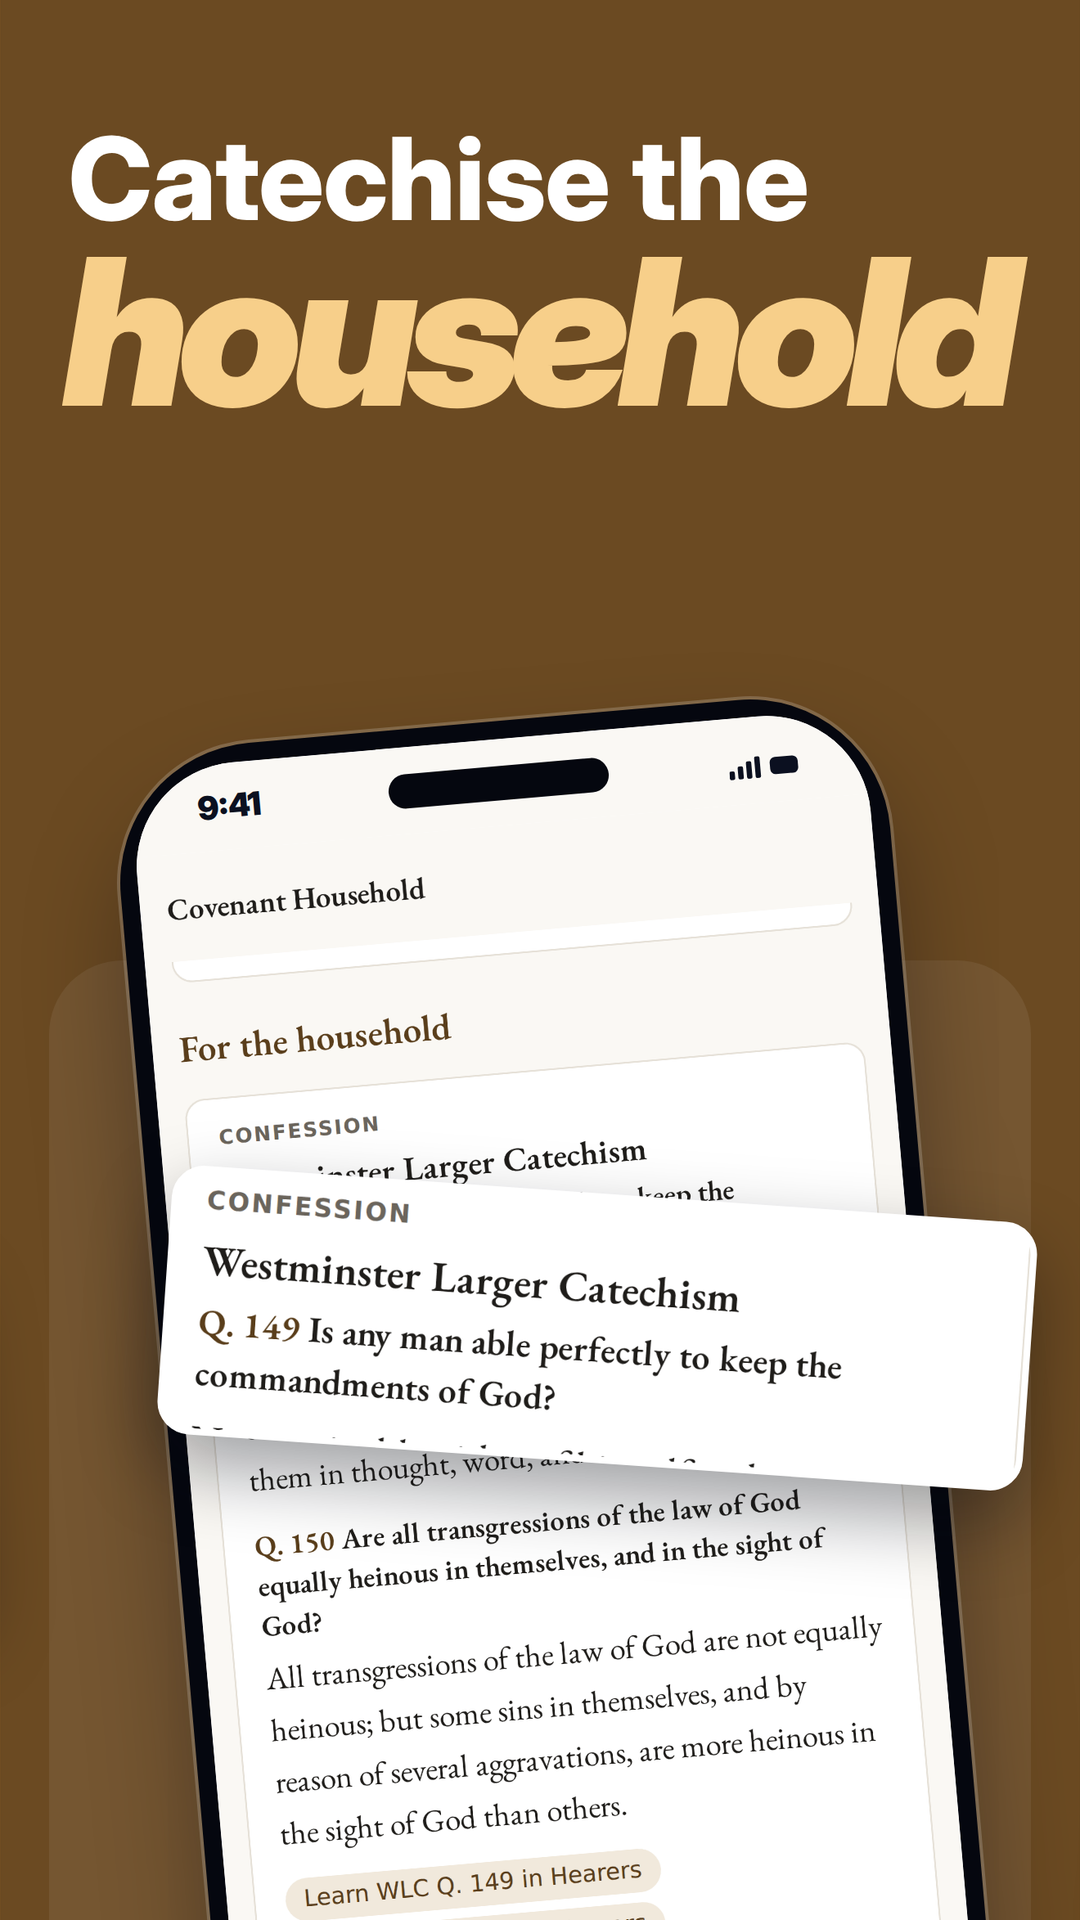 Catechise the
household
9:41
Covenant Household
For the household
CONFESSION
Larger Catechism
keep the
CONFESSION
Westminster Larger Catechism
Q. 149 Is any man able perfectly to keep the
commandments of God?
them in thought, word,
Q. 150 Are all transgressions of the law of God
equally heinous in themselves, and in the sight of
God?
All transgressions of the law of God are not equally
heinous; but some sins in themselves, and by
reason of several aggravations, are more heinous in
the sight of God than others.
Learn WLC Q. 149 in Hearers